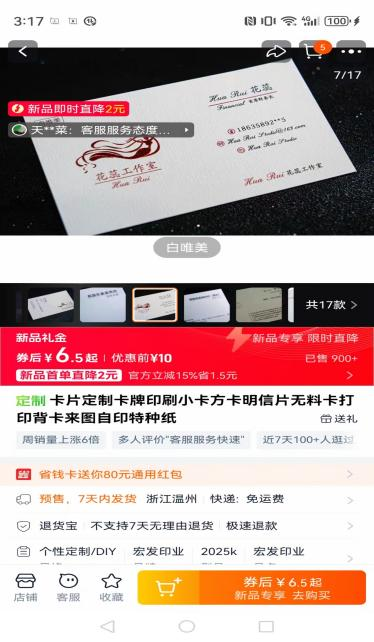 3:17
100
5
7/17
新品即时直降2元
天**菜：客服服务态度...
Hua Rui 花蕊
Financial
18635892**5
Hua Rui Studio@163.com
Hua Rui Studio
花蕊工作室
Hua Rui
Hua Rui 花蕊工作室
白唯美
共17款
新品礼金
新品专享 限时直降
券后￥6.5起 优惠前￥10
已售 900+
新品首单直降2元 官方立减15%省1.5元
定制 卡片定制卡牌印刷小卡方卡明信片无料卡打
印背卡来图自印特种纸
送礼
周销量上涨6倍 多人评价"客服服务快速" 近7天100+人逛过
省钱卡送你80元通用红包
预售，7天内发货 浙江温州 快递：免运费
退货宝 不支持7天无理由退货 极速退款
个性定制/DIY 宏发印业 2025k 宏发印业
店铺 客服 收藏
券后￥6.5起
新品专享 去购买